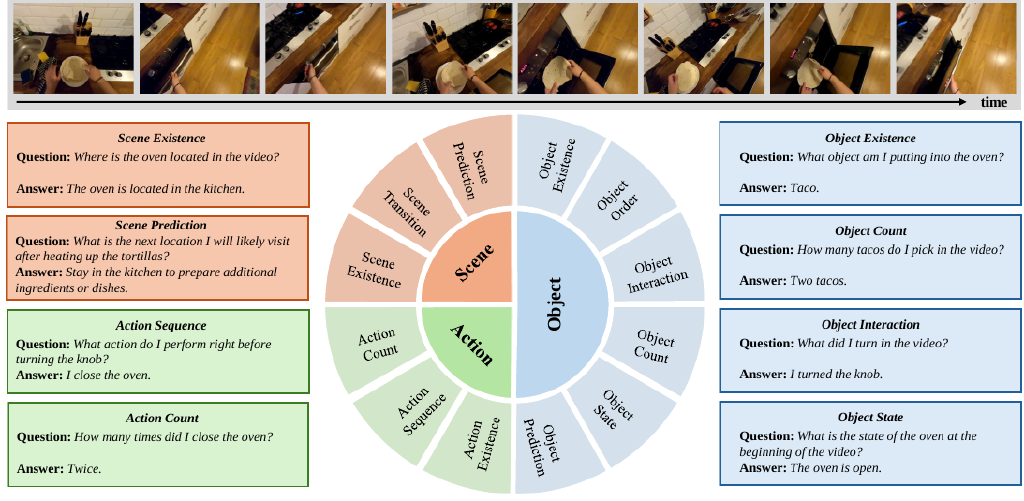 time
Scene Existence
Question: Where is the oven located in the video?
Answer: The oven is located in the kitchen.
Scene Prediction
Question: What is the next location I will likely visit
after heating up the tortillas?
Answer: Stay in the kitchen to prepare additional
ingredients or dishes.
Action Sequence
Question: What action do I perform right before
turning the knob?
Answer: I close the oven.
Action Count
Question: How many times did I close the oven?
Answer: Twice.
Scene
Prediction
Scene
Transition
Scene
Existence
Scene
Action
Count
Action
Sequence
Action
Existence
Action
Object
Existence
Object
Order
Object
Interaction
Object
Count
Object
State
Object
Prediction
Object
Object Existence
Question: What object am I putting into the oven?
Answer: Taco.
Object Count
Question: How many tacos do I pick in the video?
Answer: Two tacos.
Object Interaction
Question: What did I turn in the video?
Answer: I turned the knob.
Object State
Question: What is the state of the oven at the
beginning of the video?
Answer: The oven is open.